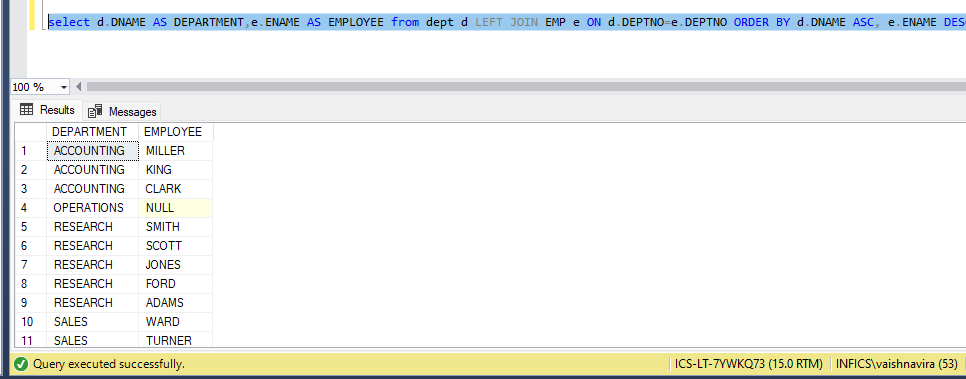 select d.DNAME AS DEPARTMENT,e.ENAME AS EMPLOYEE from dept d LEFT JOIN EMP e ON d.DEPTNO=e.DEPTNO ORDER BY d.DNAME ASC, e.ENAME DESC
100 %
Results Messages
DEPARTMENT EMPLOYEE
1 ACCOUNTING MILLER
2 ACCOUNTING KING
3 ACCOUNTING CLARK
4 OPERATIONS NULL
5 RESEARCH SMITH
6 RESEARCH SCOTT
7 RESEARCH JONES
8 RESEARCH FORD
9 RESEARCH ADAMS
10 SALES WARD
11 SALES TURNER
Query executed successfully. ICS-LT-7YWKQ73 (15.0 RTM) INFICS\vaishnavira (53)